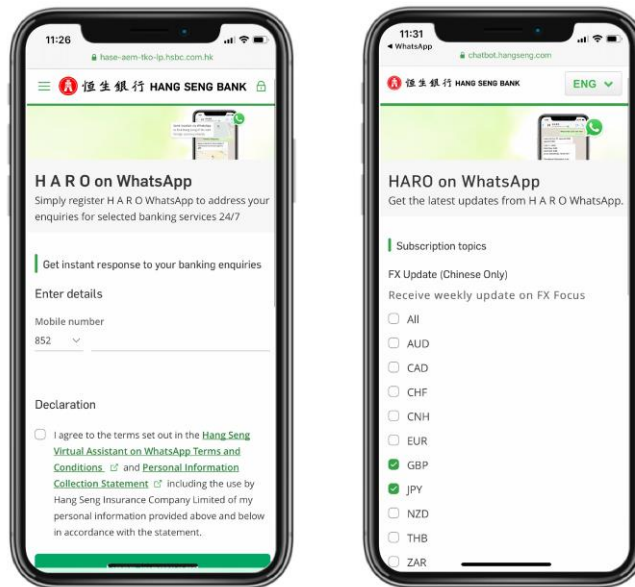 11:26
hase-aem-tko-lp.hsbc.com.hk
恒生銀行 HANG SENG BANK
H A R O on WhatsApp
Simply register H A R O WhatsApp to address your
enquiries for selected banking services 24/7
Get instant response to your banking enquiries
Enter details
Mobile number
852
Declaration
I agree to the terms set out in the Hang Seng
Virtual Assistant on WhatsApp Terms and
Conditions and Personal Information
Collection Statement including the use by
Hang Seng Insurance Company Limited of my
personal information provided above and below
in accordance with the statement.
11:31
WhatsApp
chatbot.hangseng.com
恒生銀行 HANG SENG BANK
ENG
HARO on WhatsApp
Get the latest updates from H A R O WhatsApp.
Subscription topics
FX Update (Chinese Only)
Receive weekly update on FX Focus
All
AUD
CAD
CHF
CNH
EUR
GBP
JPY
NZD
THB
ZAR